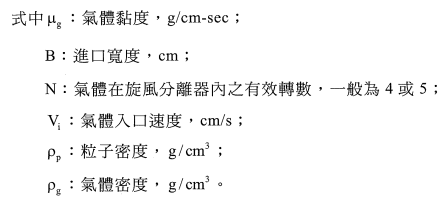 式中 μg：氣體黏度，g/cm-sec；
B：進口寬度，cm；
N：氣體在旋風分離器內之有效轉數，一般為 4 或 5；
Vi：氣體入口速度，cm/s；
ρp：粒子密度，g/cm³；
ρg：氣體密度，g/cm³。